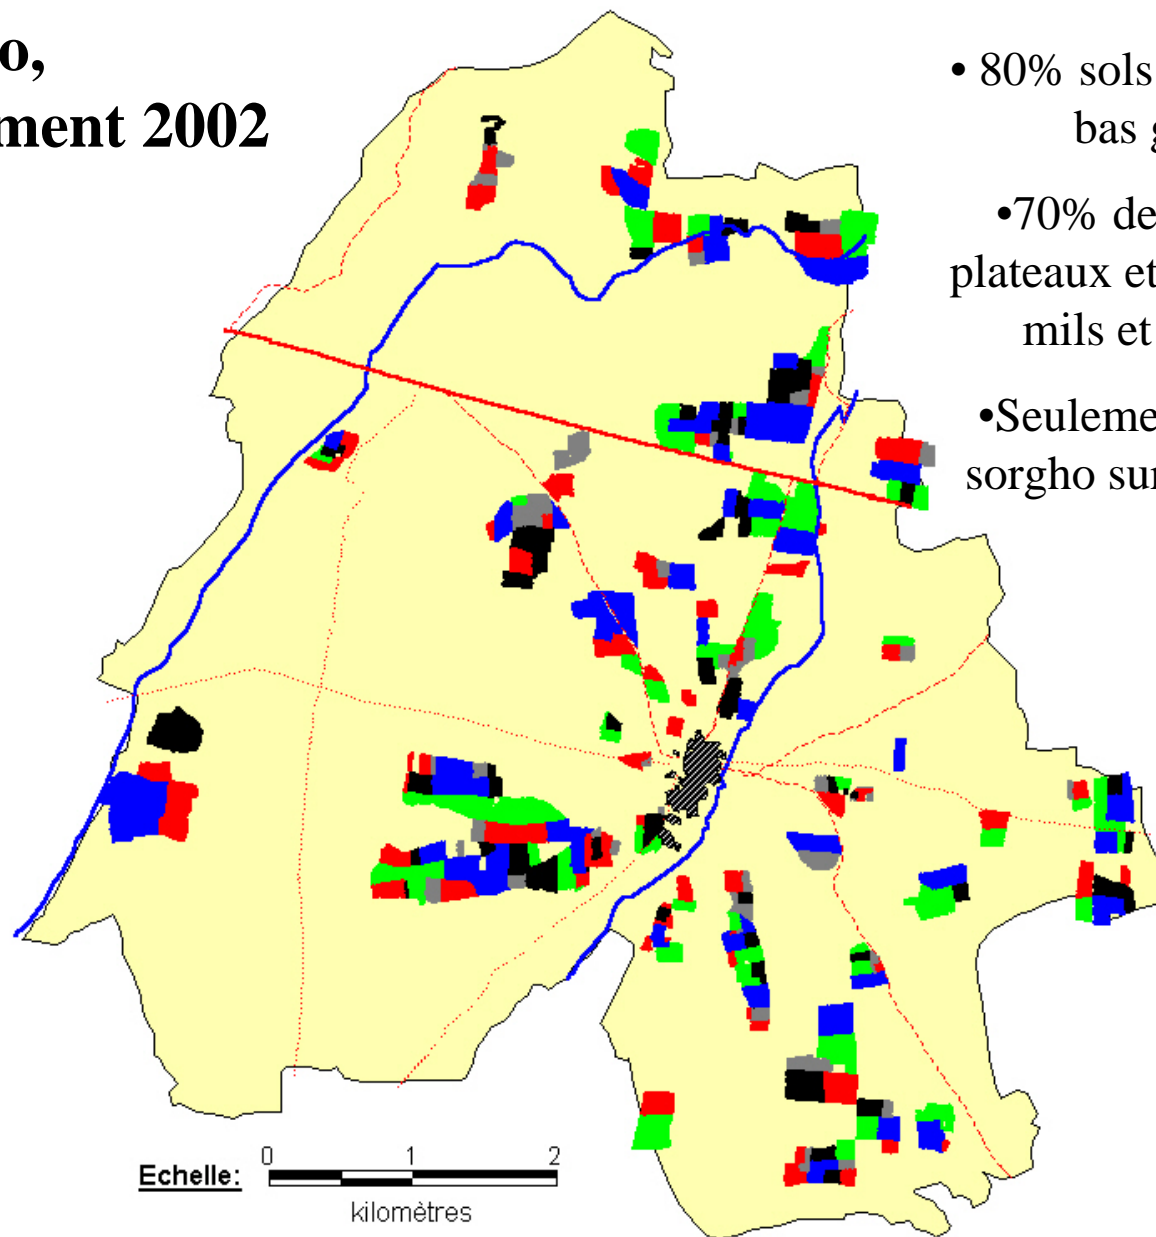 o,
ment 2002
• 80% sols
bas g
•70% de
plateaux et
mils et
•Seuleme
sorgho sur
Echelle:
0 1 2
kilomètres